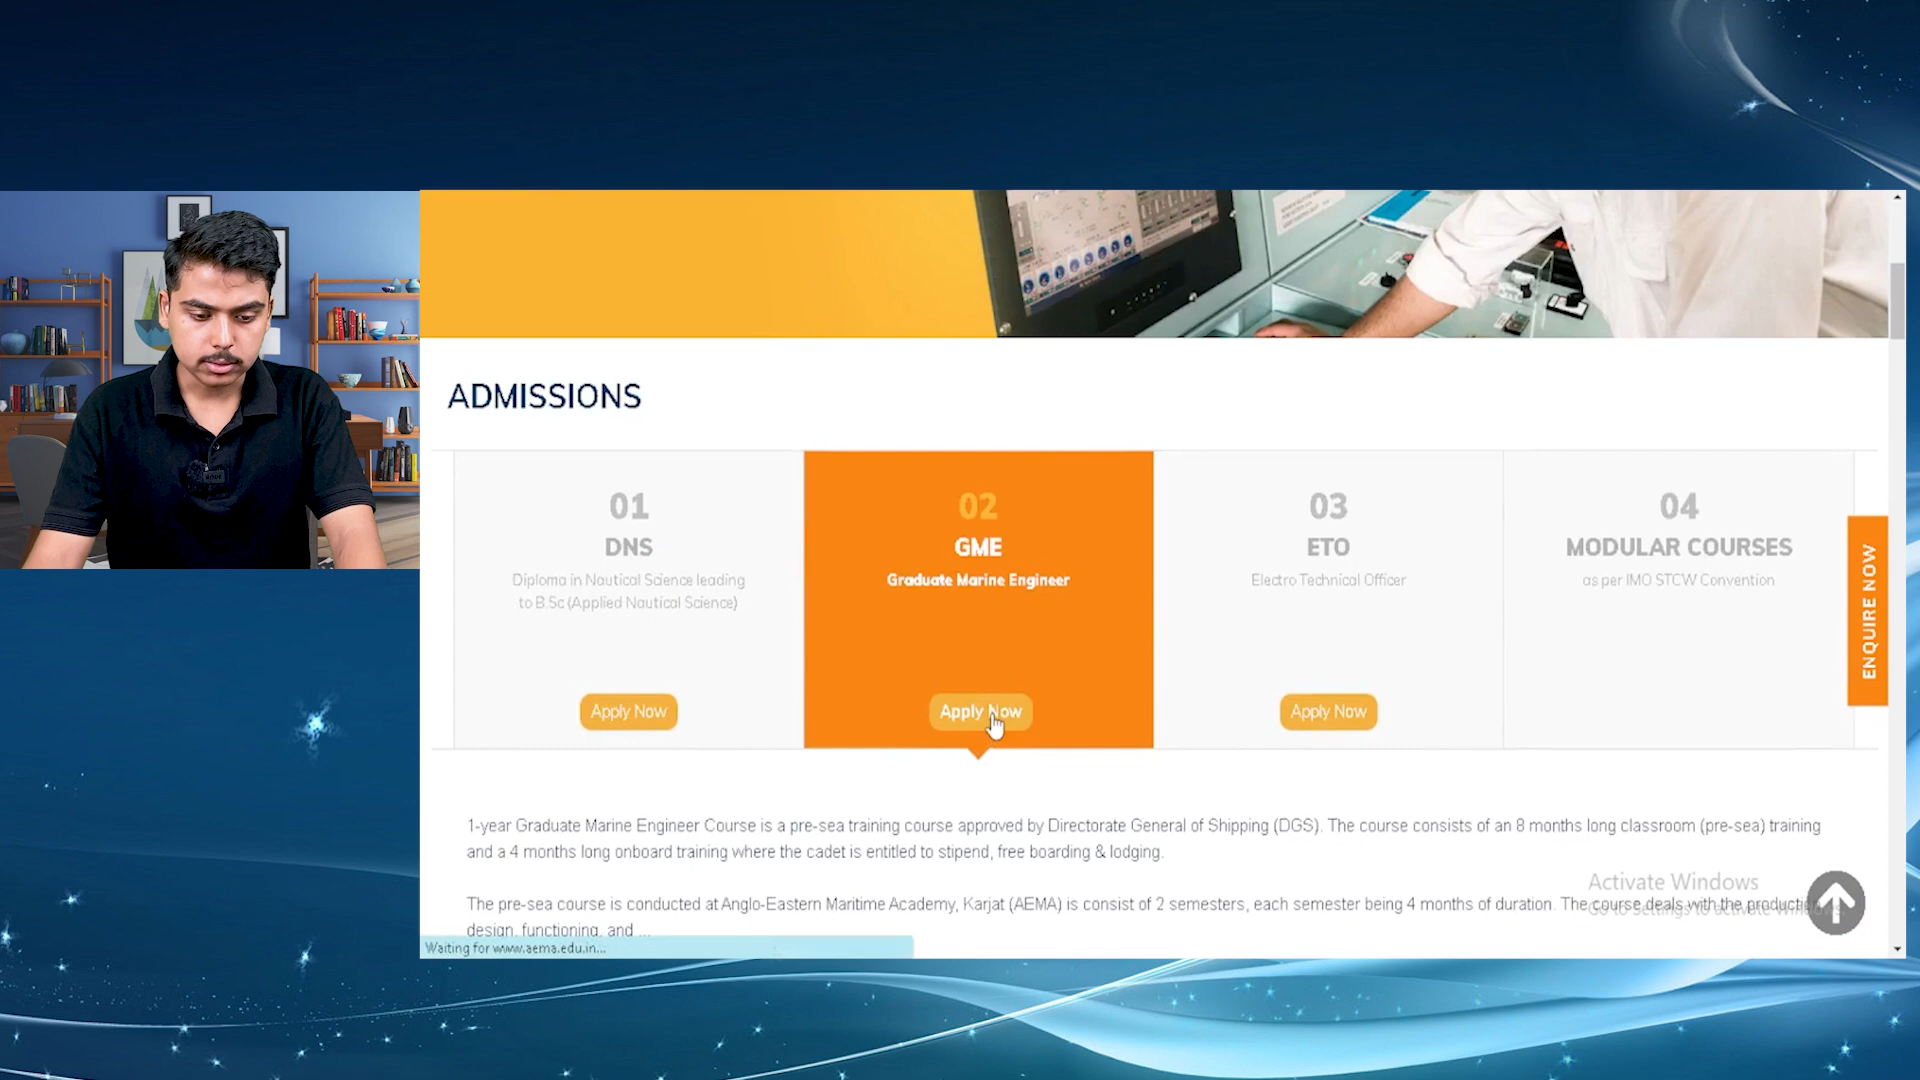 ADMISSIONS
01
DNS
Diploma in Nautical Science leading
to B.Sc (Applied Nautical Science)
Apply Now
02
GME
Graduate Marine Engineer
Apply Now
03
ETO
Electro Technical Officer
Apply Now
04
MODULAR COURSES
as per IMO STCW Convention
ENQUIRE NOW
1-year Graduate Marine Engineer Course is a pre-sea training course approved by Directorate General of Shipping (DGS). The course consists of an 8 months long classroom (pre-sea) training
and a 4 months long onboard training where the cadet is entitled to stipend, free boarding & lodging.
The pre-sea course is conducted at Anglo-Eastern Maritime Academy, Karjat (AEMA) is consist of 2 semesters, each semester being 4 months of duration. The course deals with the
design, functioning, and ...
Activate Windows
Go to Settings to activate
Waiting for www.aema.edu.in...